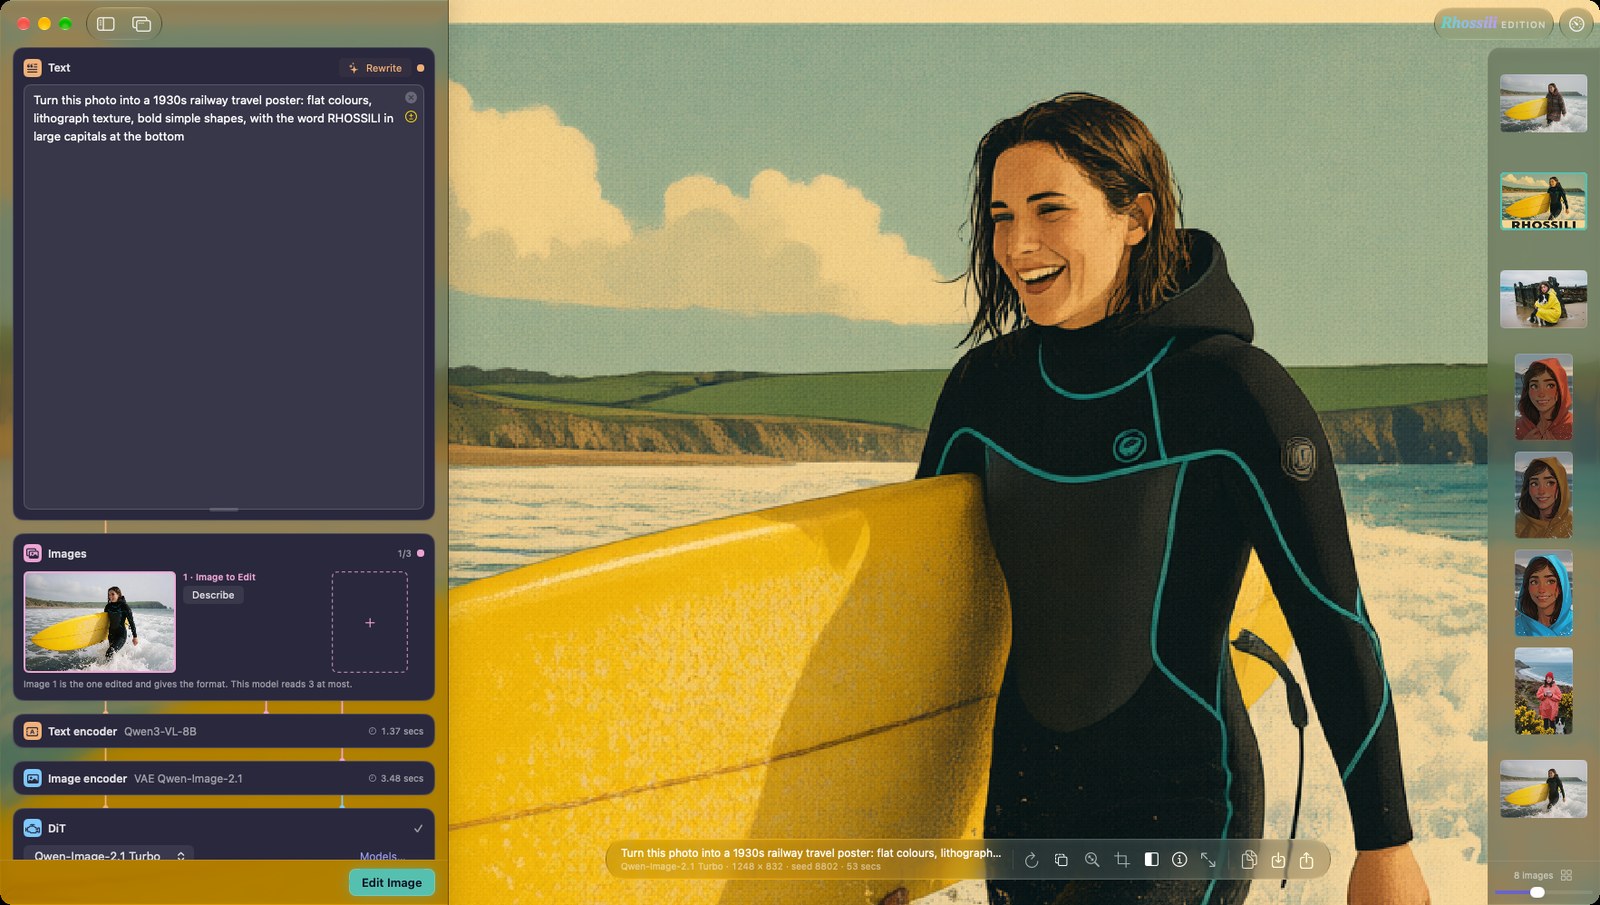 Rhossili EDITION
Text
Rewrite
Turn this photo into a 1930s railway travel poster: flat colours,
lithograph texture, bold simple shapes, with the word RHOSSILI in
large capitals at the bottom
Images
1/3
1 · Image to Edit
Describe
Image 1 is the one edited and gives the format. This model reads 3 at most.
Text encoder Qwen3-VL-8B
1.37 secs
Image encoder VAE Qwen-Image-2.1
3.48 secs
DiT
Qwen-Image-2.1 Turbo
Models...
Edit Image
Turn this photo into a 1930s railway travel poster: flat colours, lithograph...
Qwen-Image-2.1 Turbo · 1248 × 832 · seed 8802 · 53 secs
RHOSSILI
8 images